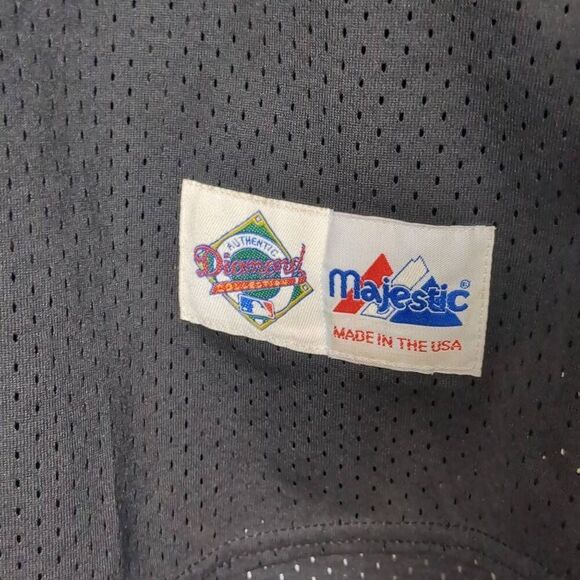 AUTHENTIC
Diamond
COLLECTION
Majestic®
MADE IN THE USA